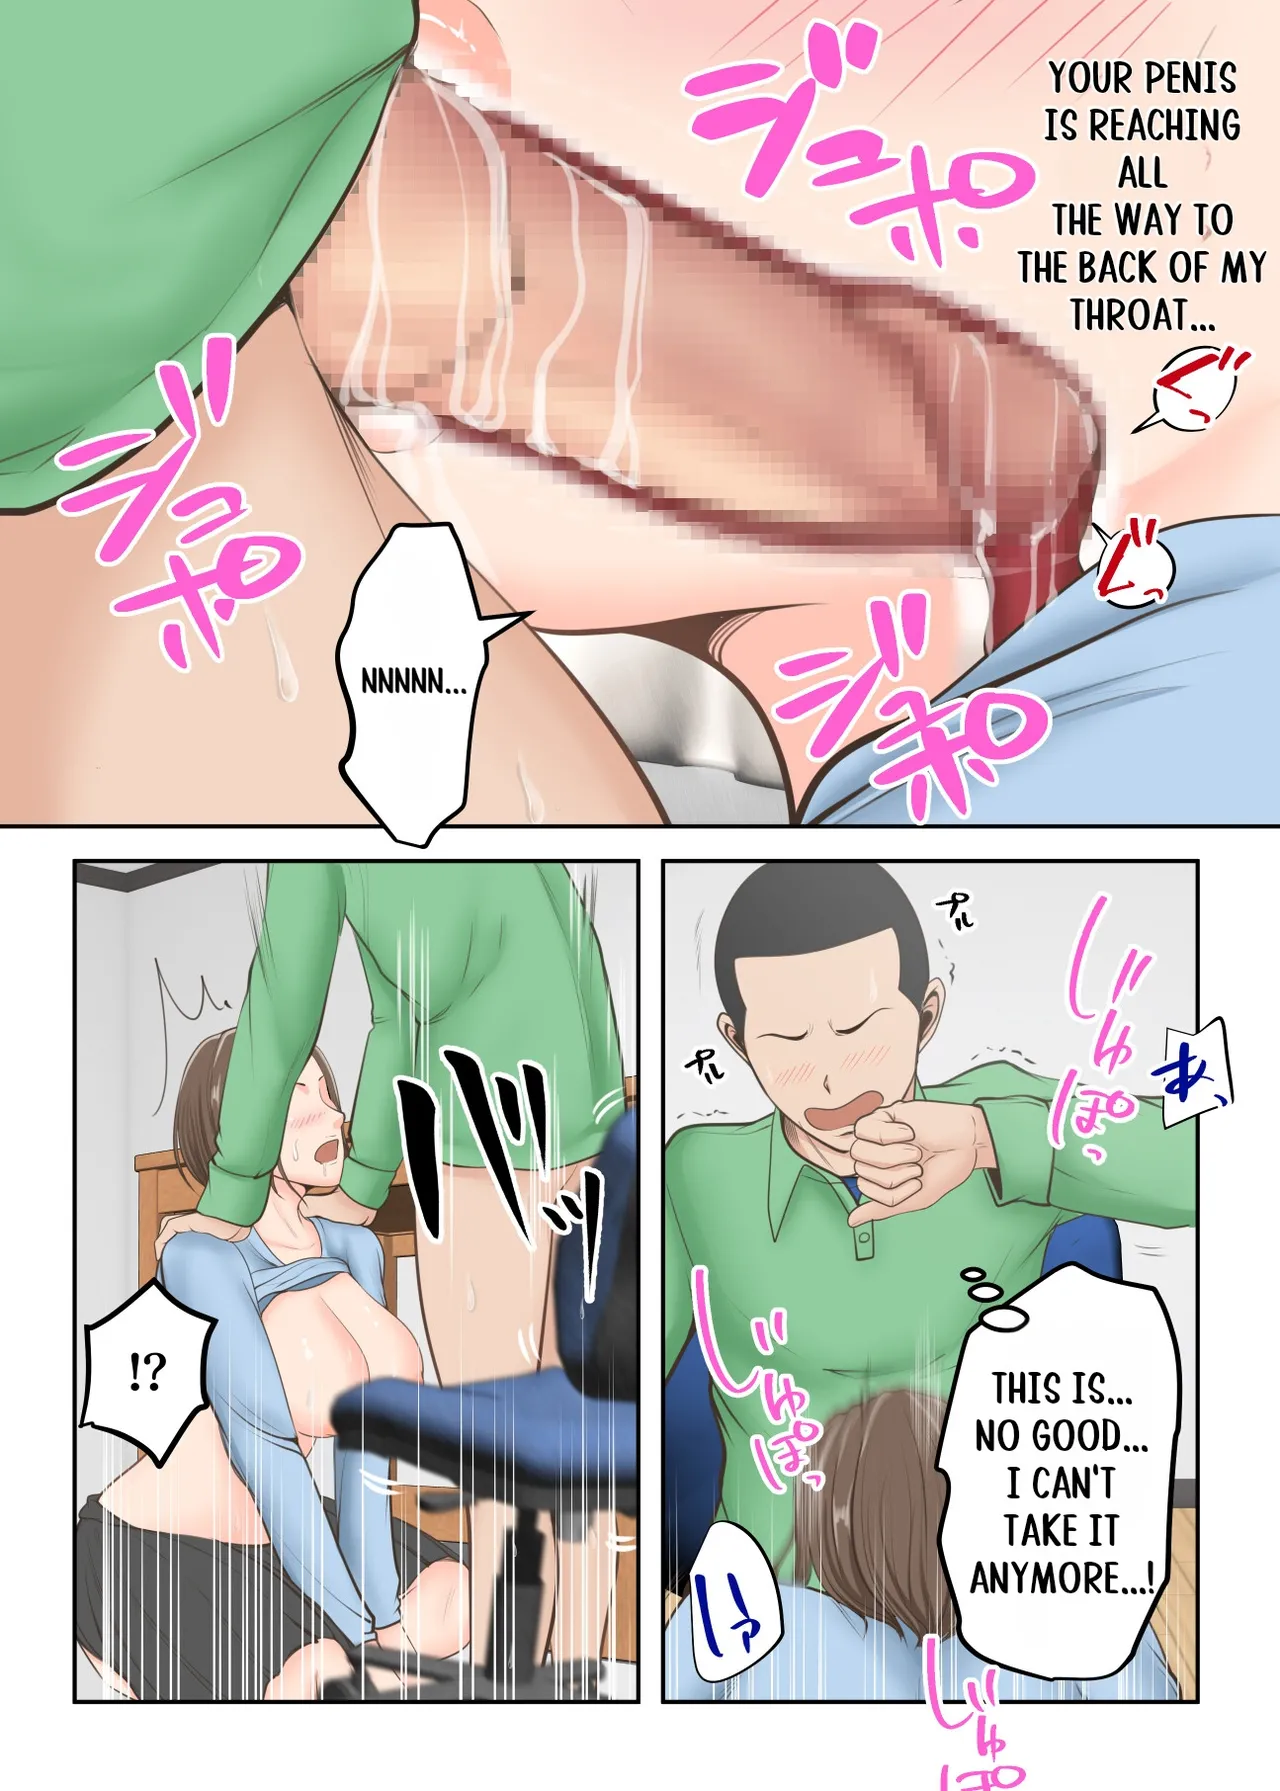 YOUR PENIS
IS REACHING
ALL
THE WAY TO
THE BACK OF MY
THROAT...
ジュポ
ぐっ
ジュポ
ぐっ
NNNNN...
ジュポ
プル
じゅぽっ
あ、
プル
THIS IS...
NO GOOD...
I CAN'T
TAKE IT
ANYMORE...!
じゅぽっ
じゅぽ
!?